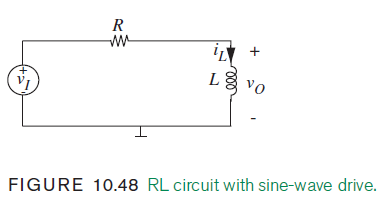 R
i_L +
v_I L v_O
+
-
-
FIGURE 10.48 RL circuit with sine-wave drive.